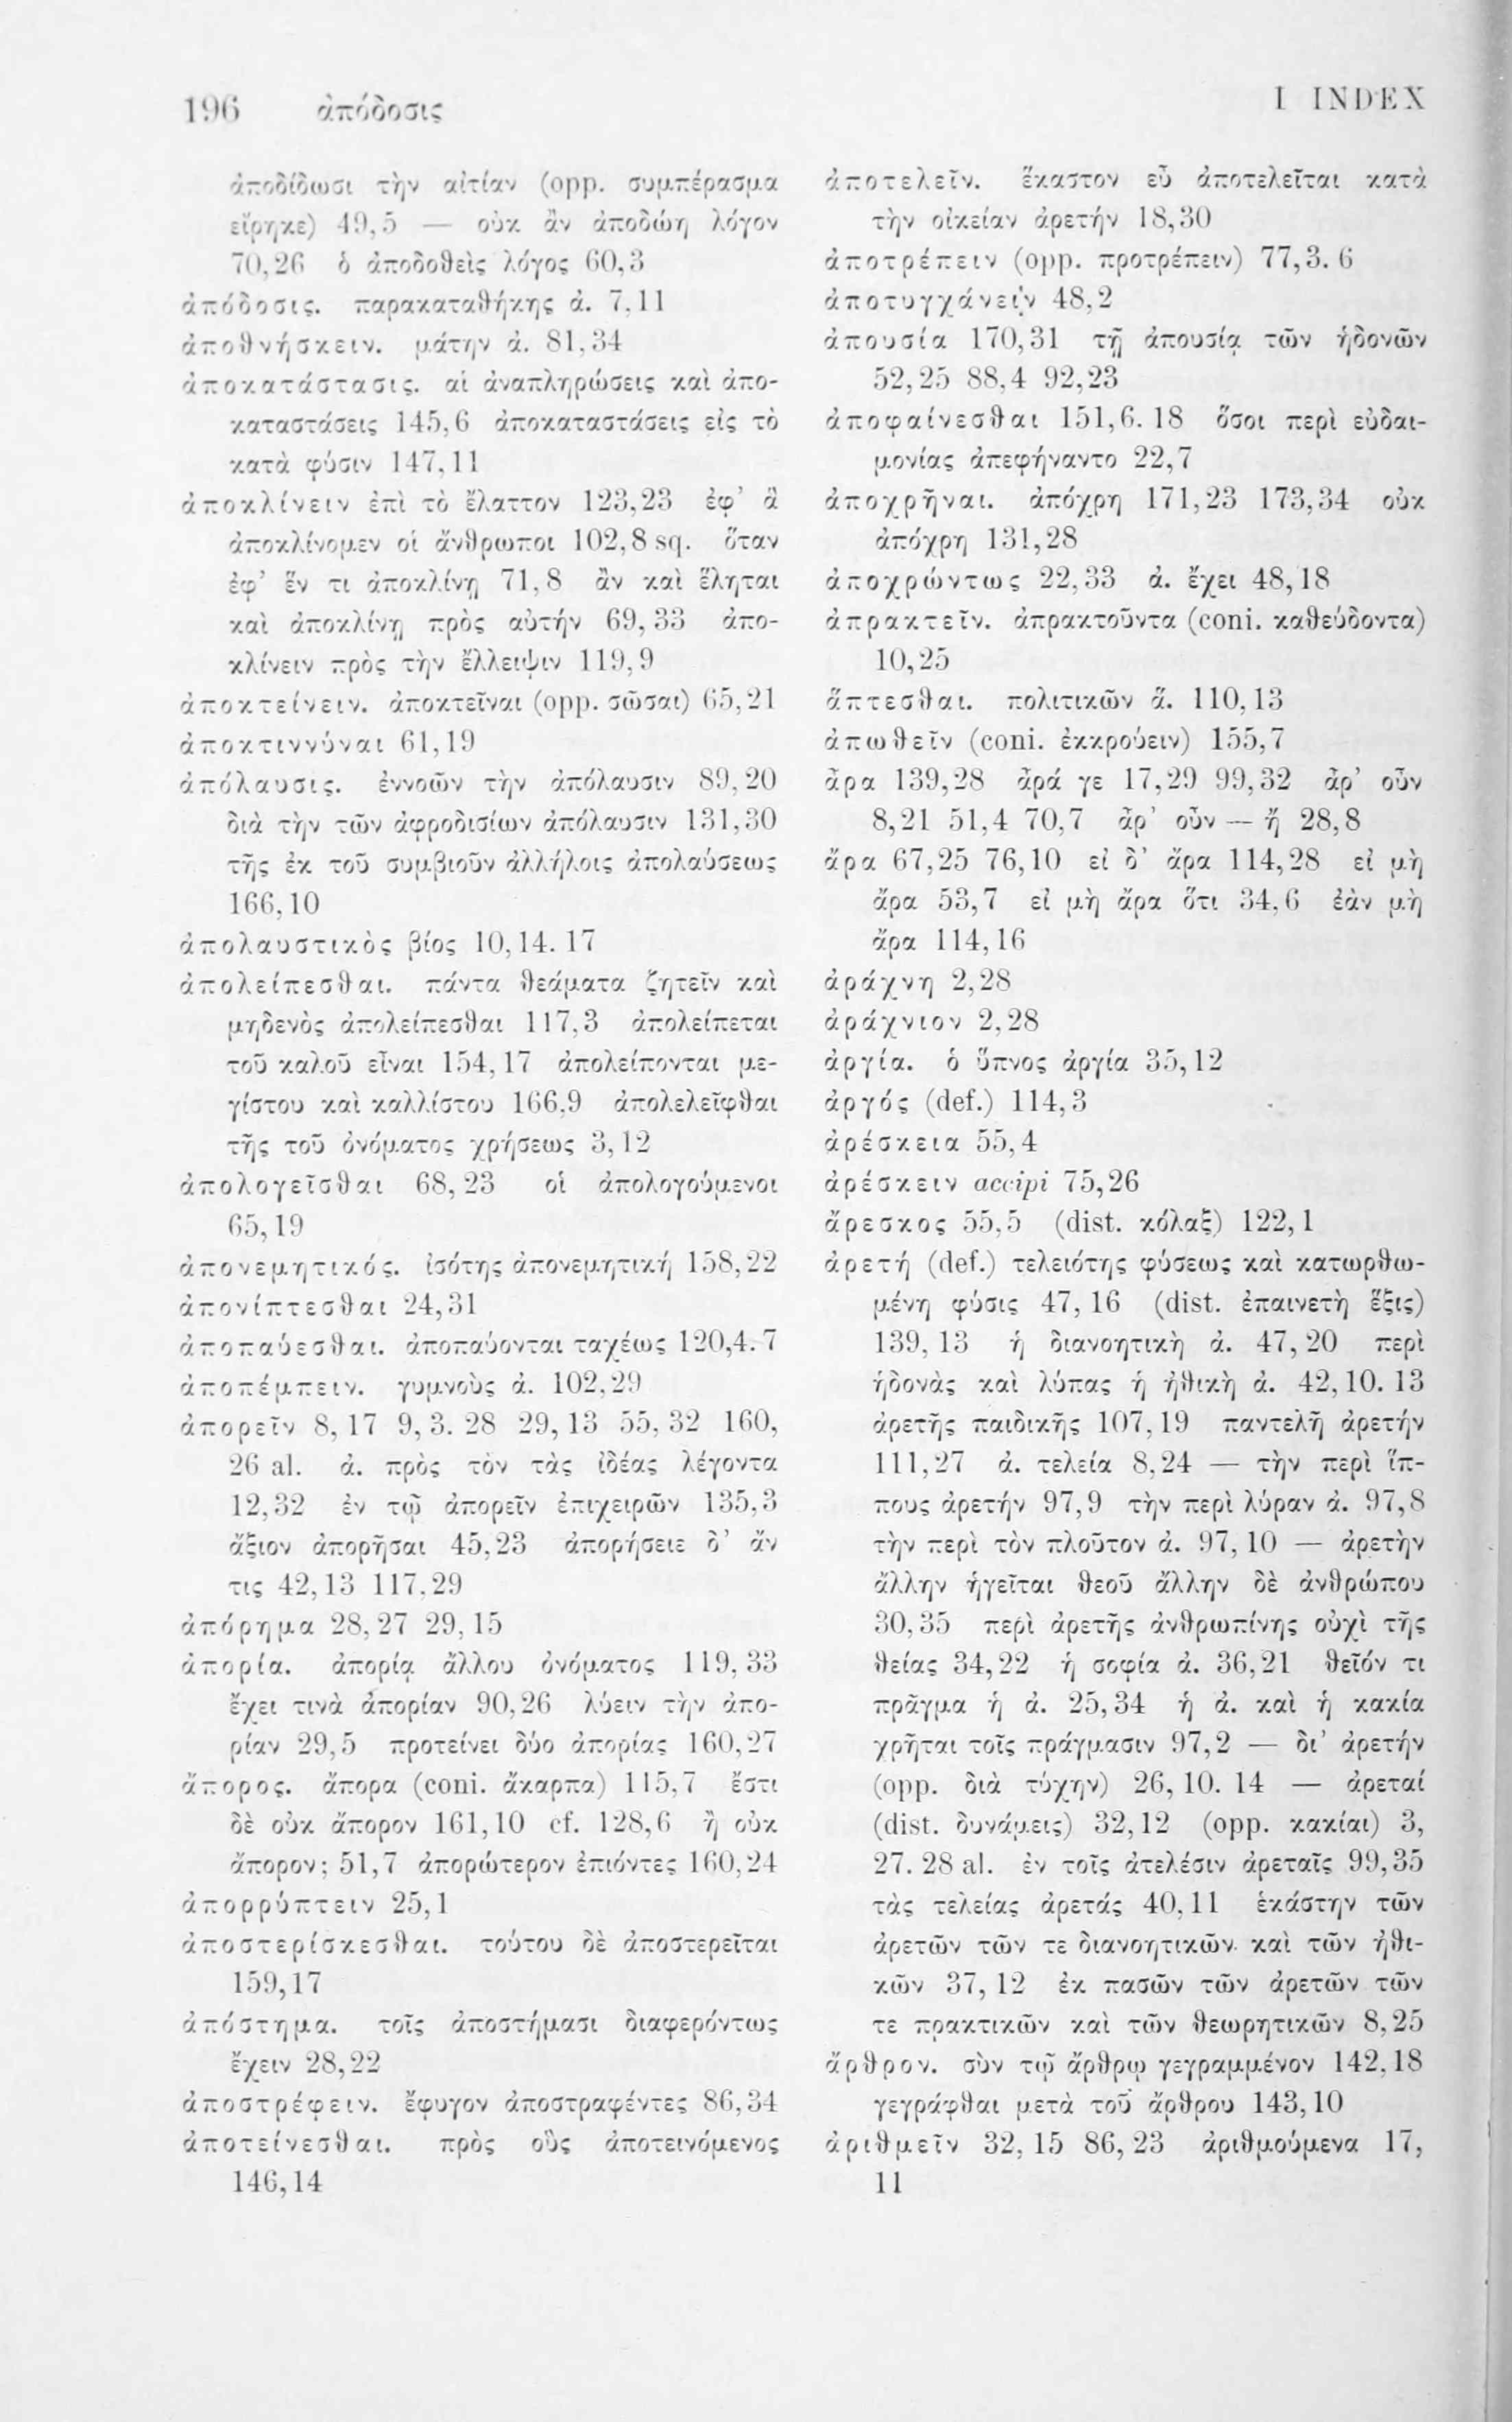 196 ἀπόδοσις I INDEX
ἀποδίδωσι τὴν αἰτίαν (opp. συμπέρασμα
εἴρηκε) 49,5 — οὐκ ἂν ἀποδώῃ λόγον
70,26 ὁ ἀποδοθεὶς λόγος 60,3
ἀπόδοσις. παρακαταθήκης ἀ. 7,11
ἀποθνήσκειν. μάτην ἀ. 81,34
ἀποκατάστασις. αἱ ἀναπληρώσεις καὶ ἀπο-
καταστάσεις 145,6 ἀποκαταστάσεις εἰς τὸ
κατὰ φύσιν 147,11
ἀποκλίνειν ἐπὶ τὸ ἔλαττον 123,23 ἐφ’ ἃ
ἀποκλίνομεν οἱ ἄνθρωποι 102,8 sq. ὅταν
ἐφ’ ἕν τι ἀποκλίνῃ 71,8 ἂν καὶ ἕληται
καὶ ἀποκλίνῃ πρὸς αὐτήν 69,33 ἀπο-
κλίνειν πρὸς τὴν ἔλλειψιν 119,9
ἀποκτείνειν. ἀποκτεῖναι (opp. σῶσαι) 65,21
ἀποκτιννύναι 61,19
ἀπόλαυσις. ἐννοῶν τὴν ἀπόλαυσιν 89,20
διὰ τὴν τῶν ἀφροδισίων ἀπόλαυσιν 131,30
τῆς ἐκ τοῦ συμβιοῦν ἀλλήλοις ἀπολαύσεως
166,10
ἀπολαυστικὸς βίος 10,14. 17
ἀπολείπεσθαι. πάντα θεάματα ζητεῖν καὶ
μηδενὸς ἀπολείπεσθαι 117,3 ἀπολείπεται
τοῦ καλοῦ εἶναι 154,17 ἀπολείπονται με-
γίστου καὶ καλλίστου 166,9 ἀπολελεῖφθαι
τῆς τοῦ ὀνόματος χρήσεως 3,12
ἀπολογεῖσθαι 68,23 οἱ ἀπολογούμενοι
65,19
ἀπονεμητικός. ἰσότης ἀπονεμητική 158,22
ἀπονίπτεσθαι 24,31
ἀποπαύεσθαι. ἀποπαύονται ταχέως 120,4. 7
ἀποπέμπειν. γυμνοὺς ἀ. 102,29
ἀπορεῖν 8,17 9,3. 28 29,13 55,32 160,
26 al. ἀ. πρὸς τὸν τὰς ἰδέας λέγοντα
12,32 ἐν τῷ ἀπορεῖν ἐπιχειρῶν 135,3
ἄξιον ἀπορῆσαι 45,23 ἀπορήσειε δ’ ἄν
τις 42,13 117,29
ἀπόρημα 28,27 29,15
ἀπορία. ἀπορίᾳ ἄλλου ὀνόματος 119,33
ἔχει τινὰ ἀπορίαν 90,26 λύειν τὴν ἀπο-
ρίαν 29,5 προτείνει δύο ἀπορίας 160,27
ἄπορος. ἄπορα (coni. ἄκαρπα) 115,7 ἔστι
δὲ οὐκ ἄπορον 161,10 cf. 128,6 ἢ οὐκ
ἄπορον; 51,7 ἀπορώτερον ἐπιόντες 160,24
ἀπορρύπτειν 25,1
ἀποστερίσκεσθαι. τούτου δὲ ἀποστερεῖται
159,17
ἀπόστημα. τοῖς ἀποστήμασι διαφερόντως
ἔχειν 28,22
ἀποστρέφειν. ἔφυγον ἀποστραφέντες 86,34
ἀποτείνεσθαι. πρὸς οὓς ἀποτεινόμενος
146,14
ἀποτελεῖν. ἕκαστον εὖ ἀποτελεῖται κατὰ
τὴν οἰκείαν ἀρετήν 18,30
ἀποτρέπειν (opp. προτρέπειν) 77,3. 6
ἀποτυγχάνειν 48,2
ἀπουσία 170,31 τῇ ἀπουσίᾳ τῶν ἡδονῶν
52,25 88,4 92,23
ἀποφαίνεσθαι 151,6. 18 ὅσοι περὶ εὐδαι-
μονίας ἀπεφήναντο 22,7
ἀποχρῆναι. ἀπόχρη 171,23 173,34 οὐκ
ἀπόχρη 131,28
ἀποχρώντως 22,33 ἀ. ἔχει 48,18
ἀπρακτεῖν. ἀπρακτοῦντα (coni. καθεύδοντα)
10,25
ἅπτεσθαι. πολιτικῶν ἅ. 110,13
ἀπωθεῖν (coni. ἐκκρούειν) 155,7
ἆρα 139,28 ἆρά γε 17,29 99,32 ἆρ’ οὖν
8,21 51,4 70,7 ἆρ’ οὖν — ἤ 28,8
ἄρα 67,25 76,10 εἰ δ’ ἄρα 114,28 εἰ μὴ
ἄρα 53,7 εἰ μὴ ἄρα ὅτι 34,6 ἐὰν μὴ
ἄρα 114,16
ἀράχνη 2,28
ἀράχνιον 2,28
ἀργία. ὁ ὕπνος ἀργία 35,12
ἀργός (def.) 114,3
ἀρέσκεια 55,4
ἀρέσκειν accipi 75,26
ἄρεσκος 55,5 (dist. κόλαξ) 122,1
ἀρετή (def.) τελειότης φύσεως καὶ κατωρθω-
μένη φύσις 47,16 (dist. ἐπαινετὴ ἕξις)
139,13 ἡ διανοητικὴ ἀ. 47,20 περὶ
ἡδονὰς καὶ λύπας ἡ ἠθικὴ ἀ. 42,10. 13
ἀρετῆς παιδικῆς 107,19 παντελῆ ἀρετήν
111,27 ἀ. τελεία 8,24 — τὴν περὶ ἵπ-
πους ἀρετήν 97,9 τὴν περὶ λύραν ἀ. 97,8
τὴν περὶ τὸν πλοῦτον ἀ. 97,10 — ἀρετὴν
ἄλλην ἡγεῖται θεοῦ ἄλλην δὲ ἀνθρώπου
30,35 περὶ ἀρετῆς ἀνθρωπίνης οὐχὶ τῆς
θείας 34,22 ἡ σοφία ἀ. 36,21 θεῖόν τι
πρᾶγμα ἡ ἀ. 25,34 ἡ ἀ. καὶ ἡ κακία
χρῆται τοῖς πράγμασιν 97,2 — δι’ ἀρετήν
(opp. διὰ τύχην) 26,10. 14 — ἀρεταί
(dist. δυνάμεις) 32,12 (opp. κακίαι) 3,
27. 28 al. ἐν τοῖς ἀτελέσιν ἀρεταῖς 99,35
τὰς τελείας ἀρετάς 40,11 ἑκάστην τῶν
ἀρετῶν τῶν τε διανοητικῶν καὶ τῶν ἠθι-
κῶν 37,12 ἐκ πασῶν τῶν ἀρετῶν τῶν
τε πρακτικῶν καὶ τῶν θεωρητικῶν 8,25
ἄρθρον. σὺν τῷ ἄρθρῳ γεγραμμένον 142,18
γεγράφθαι μετὰ τοῦ ἄρθρου 143,10
ἀριθμεῖν 32,15 86,23 ἀριθμούμενα 17,
11